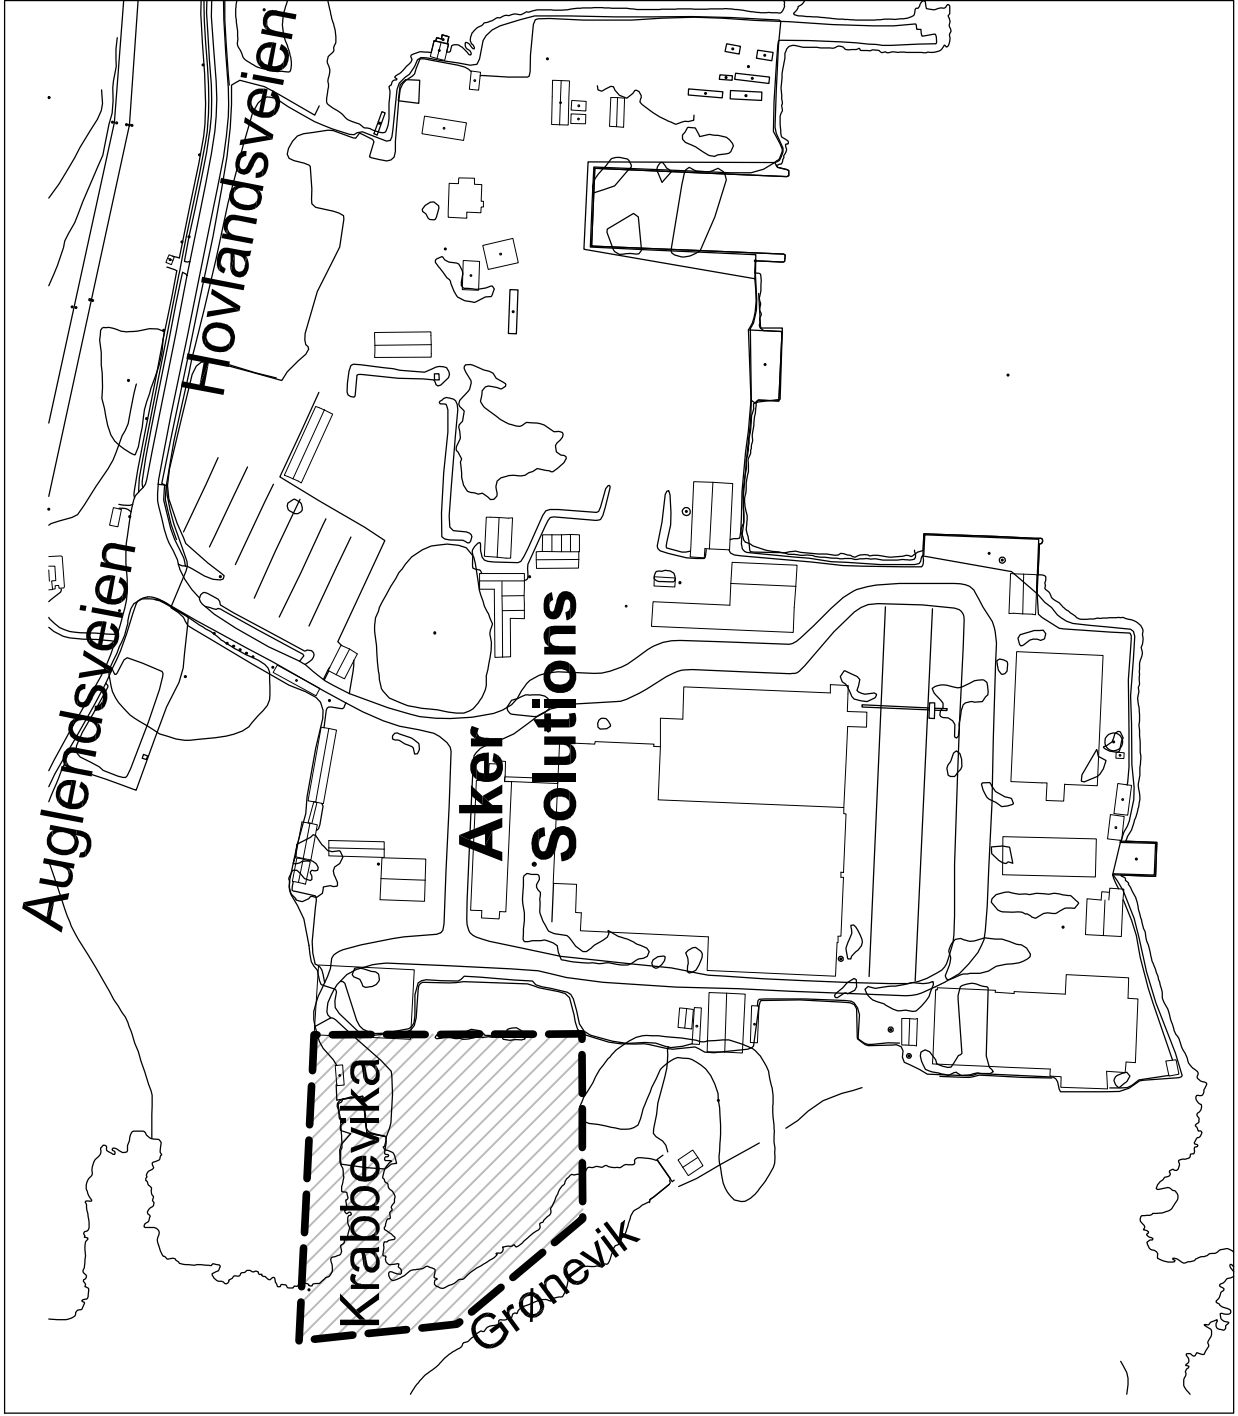 Hovlandsveien
Auglendsveien
Aker
Solutions
Krabbevika
Grønevik